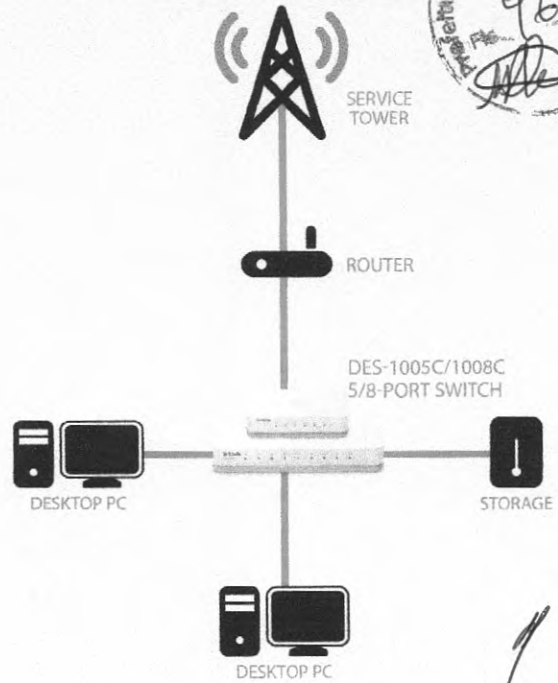 SERVICE
TOWER
ROUTER
DES-1005C/1008C
5/8-PORT SWITCH
DESKTOP PC
STORAGE
DESKTOP PC